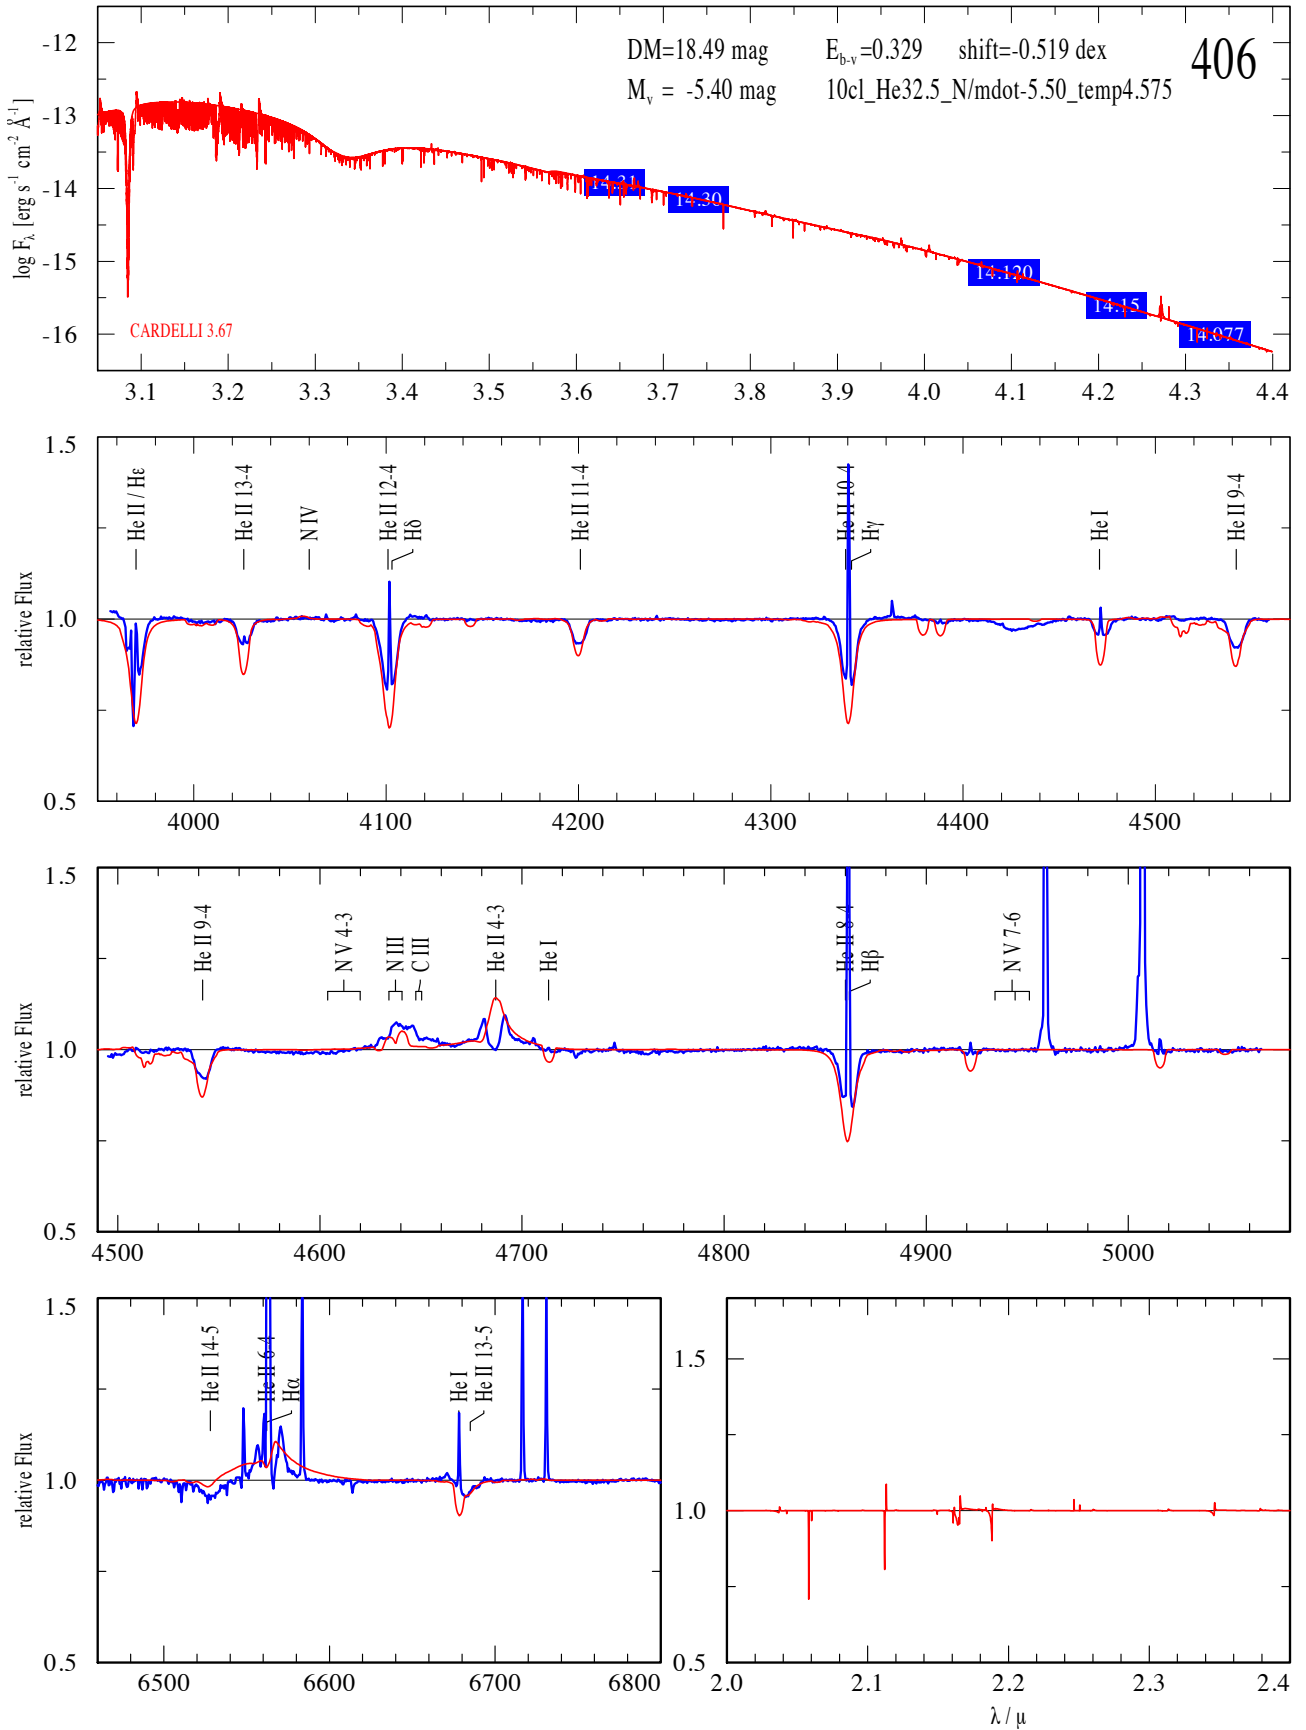 DM=18.49 mag E_b-v=0.329 shift=-0.519 dex 406
M_v = -5.40 mag 10cl_He32.5_N/mdot-5.50_temp4.575
log F_λ [erg s⁻¹ cm⁻² Å⁻¹]
-12
-13
-14
-15
-16
14.31
14.30
14.120
14.15
14.077
CARDELLI 3.67
3.1 3.2 3.3 3.4 3.5 3.6 3.7 3.8 3.9 4.0 4.1 4.2 4.3 4.4
relative Flux
1.5
1.0
0.5
He II / Hε
He II 13-4
N IV
He II 12-4
Hδ
He II 11-4
He II 10-4
Hγ
He I
He II 9-4
4000 4100 4200 4300 4400 4500
relative Flux
1.5
1.0
0.5
He II 9-4
N V 4-3
N III
C III
He II 4-3
He I
He II 8-4
Hβ
N V 7-6
4500 4600 4700 4800 4900 5000
relative Flux
1.5
1.0
0.5
He II 14-5
He II 6-4
Hα
He I
He II 13-5
6500 6600 6700 6800
1.5
1.0
0.5
2.0 2.1 2.2 2.3 2.4
λ / μ